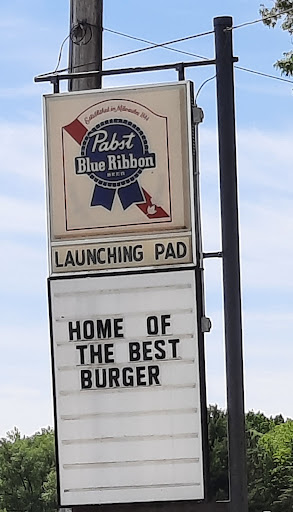 Established in Milwaukee 1844
Pabst
Blue Ribbon
BEER
LAUNCHING PAD
HOME OF
THE BEST
BURGER